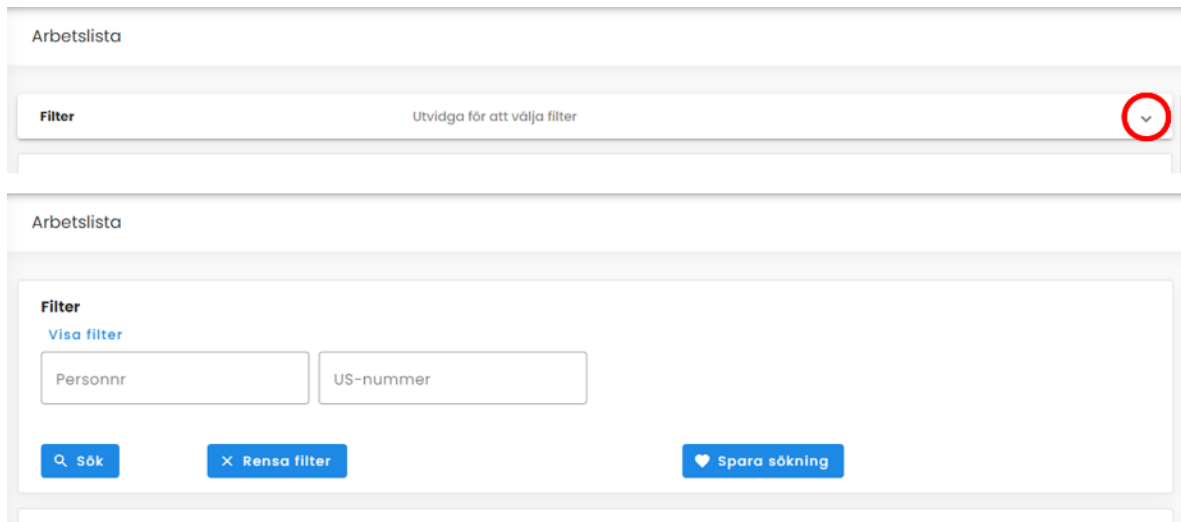 Arbetslista
Filter Utvidga för att välja filter
Arbetslista
Filter
Visa filter
Personnr US-nummer
Sök Rensa filter Spara sökning